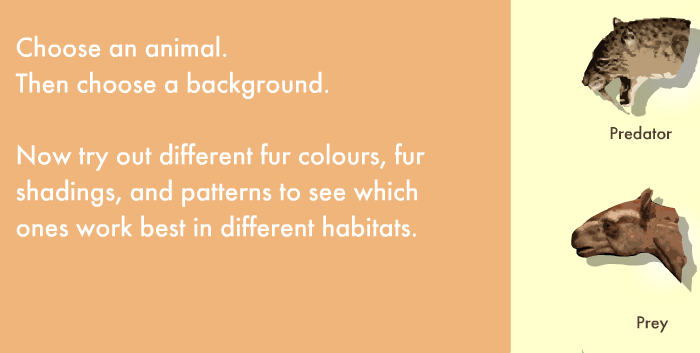 Choose an animal.
Then choose a background.
Now try out different fur colours, fur
shadings, and patterns to see which
ones work best in different habitats.
Predator
Prey